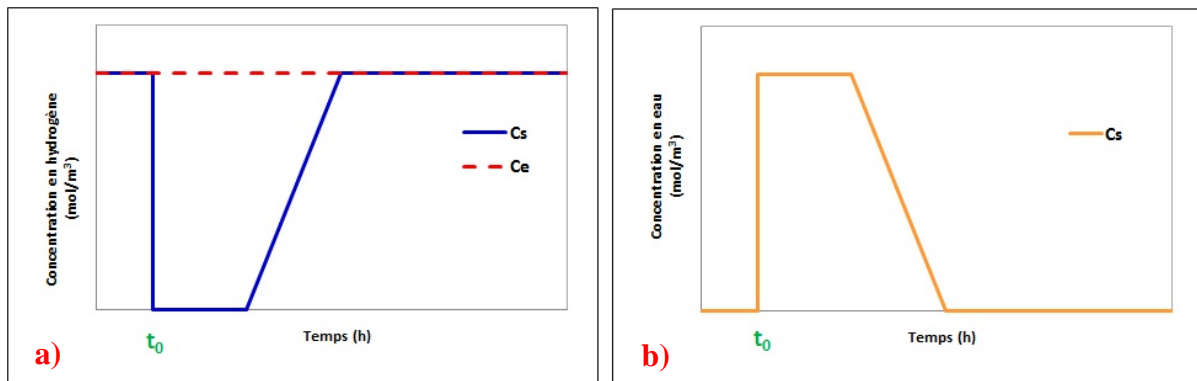 Concentration en hydrogène
(mol/m³)
Cs
Ce
t₀
Temps (h)
a)
Concentration en eau
(mol/m³)
Cs
t₀
Temps (h)
b)